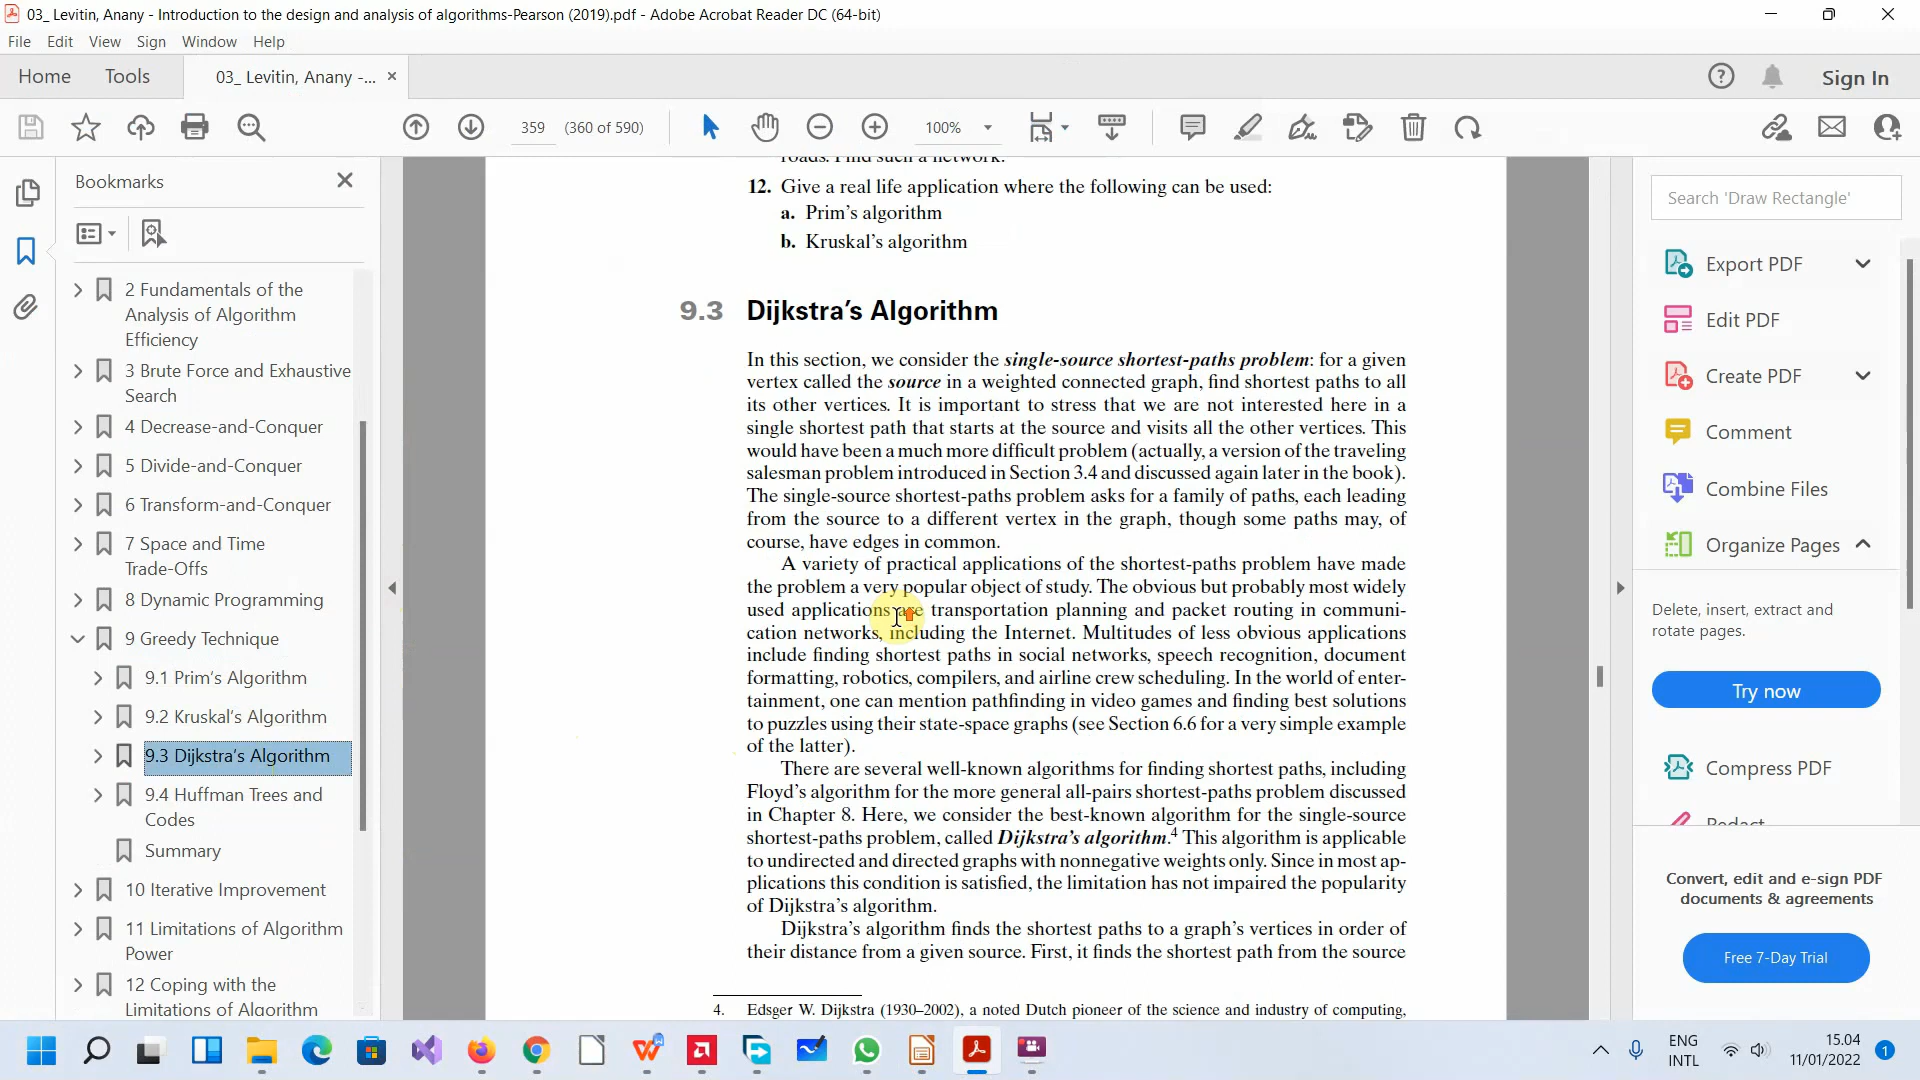 03_ Levitin, Anany - Introduction to the design and analysis of algorithms-Pearson (2019).pdf - Adobe Acrobat Reader DC (64-bit)
File Edit View Sign Window Help
Home Tools 03_ Levitin, Anany -... × Sign In
359 (360 of 590) 100%
Bookmarks
2 Fundamentals of the
Analysis of Algorithm
Efficiency
3 Brute Force and Exhaustive
Search
4 Decrease-and-Conquer
5 Divide-and-Conquer
6 Transform-and-Conquer
7 Space and Time
Trade-Offs
8 Dynamic Programming
9 Greedy Technique
9.1 Prim's Algorithm
9.2 Kruskal's Algorithm
9.3 Dijkstra's Algorithm
9.4 Huffman Trees and
Codes
Summary
10 Iterative Improvement
11 Limitations of Algorithm
Power
12 Coping with the
Limitations of Algorithm
roads. Find such a network.
12. Give a real life application where the following can be used:
a. Prim's algorithm
b. Kruskal's algorithm
9.3 Dijkstra's Algorithm
In this section, we consider the single-source shortest-paths problem: for a given
vertex called the source in a weighted connected graph, find shortest paths to all
its other vertices. It is important to stress that we are not interested here in a
single shortest path that starts at the source and visits all the other vertices. This
would have been a much more difficult problem (actually, a version of the traveling
salesman problem introduced in Section 3.4 and discussed again later in the book).
The single-source shortest-paths problem asks for a family of paths, each leading
from the source to a different vertex in the graph, though some paths may, of
course, have edges in common.
A variety of practical applications of the shortest-paths problem have made
the problem a very popular object of study. The obvious but probably most widely
used applications are transportation planning and packet routing in communi-
cation networks, including the Internet. Multitudes of less obvious applications
include finding shortest paths in social networks, speech recognition, document
formatting, robotics, compilers, and airline crew scheduling. In the world of enter-
tainment, one can mention pathfinding in video games and finding best solutions
to puzzles using their state-space graphs (see Section 6.6 for a very simple example
of the latter).
There are several well-known algorithms for finding shortest paths, including
Floyd's algorithm for the more general all-pairs shortest-paths problem discussed
in Chapter 8. Here, we consider the best-known algorithm for the single-source
shortest-paths problem, called Dijkstra's algorithm.4 This algorithm is applicable
to undirected and directed graphs with nonnegative weights only. Since in most ap-
plications this condition is satisfied, the limitation has not impaired the popularity
of Dijkstra's algorithm.
Dijkstra's algorithm finds the shortest paths to a graph's vertices in order of
their distance from a given source. First, it finds the shortest path from the source
4. Edsger W. Dijkstra (1930–2002), a noted Dutch pioneer of the science and industry of computing,
Search 'Draw Rectangle'
Export PDF
Edit PDF
Create PDF
Comment
Combine Files
Organize Pages
Delete, insert, extract and
rotate pages.
Try now
Compress PDF
Redact
Convert, edit and e-sign PDF
documents & agreements
Free 7-Day Trial
ENG
INTL
15.04
11/01/2022
1